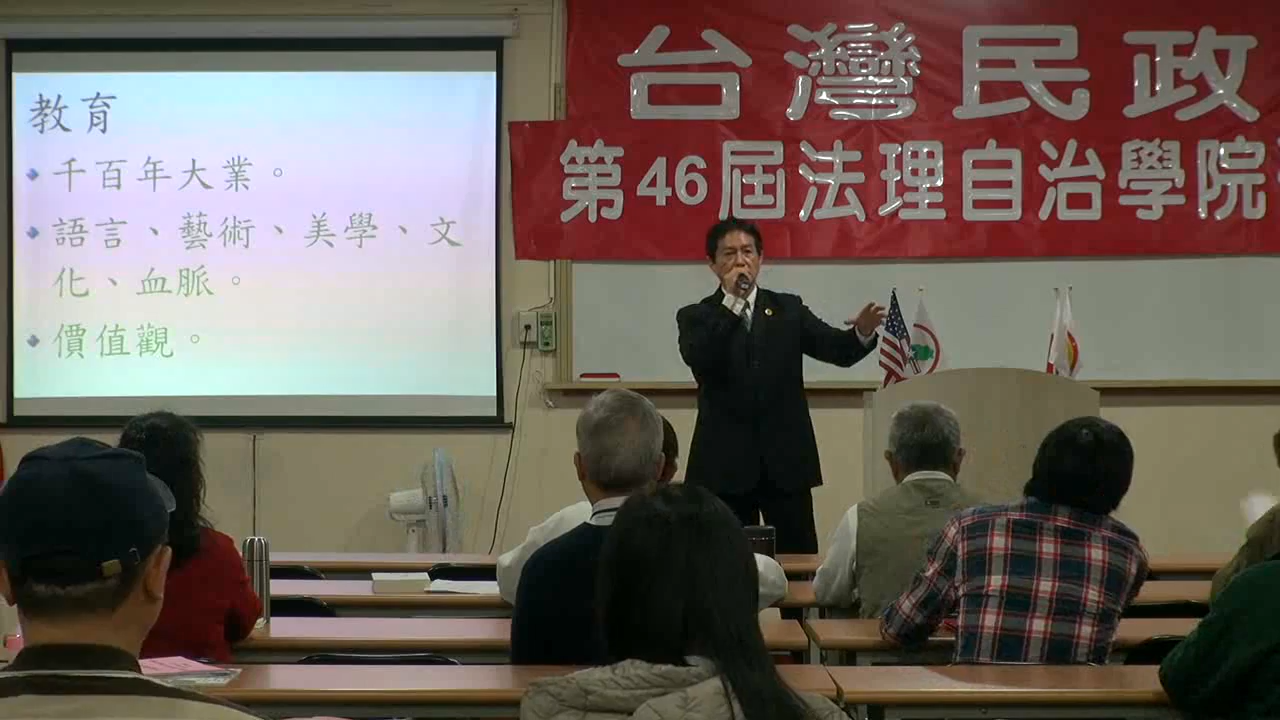 教育
千百年大業。
語言、藝術、美學、文
化、血脈。
價值觀。
台灣民政
第46屆法理自治學院